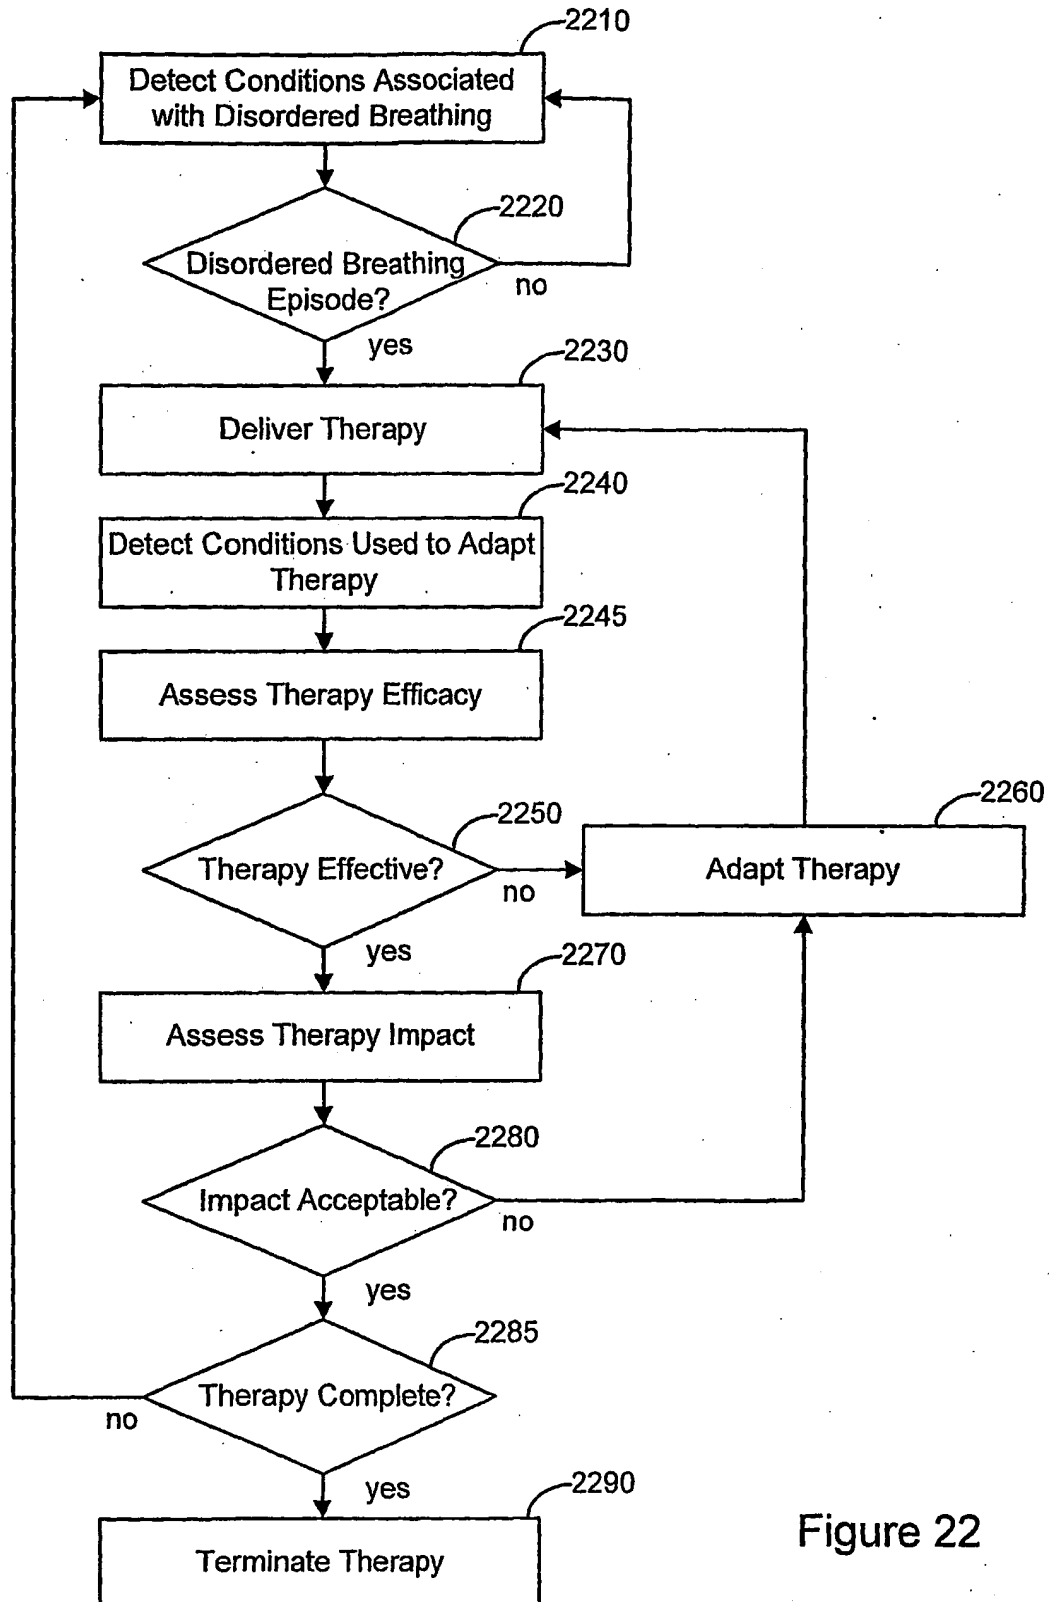 2210
Detect Conditions Associated
with Disordered Breathing
2220
Disordered Breathing
Episode?
no
yes
2230
Deliver Therapy
2240
Detect Conditions Used to Adapt
Therapy
2245
Assess Therapy Efficacy
2250
2260
Therapy Effective?
no
Adapt Therapy
yes
2270
Assess Therapy Impact
2280
Impact Acceptable?
no
yes
2285
Therapy Complete?
no
yes
2290
Terminate Therapy
Figure 22